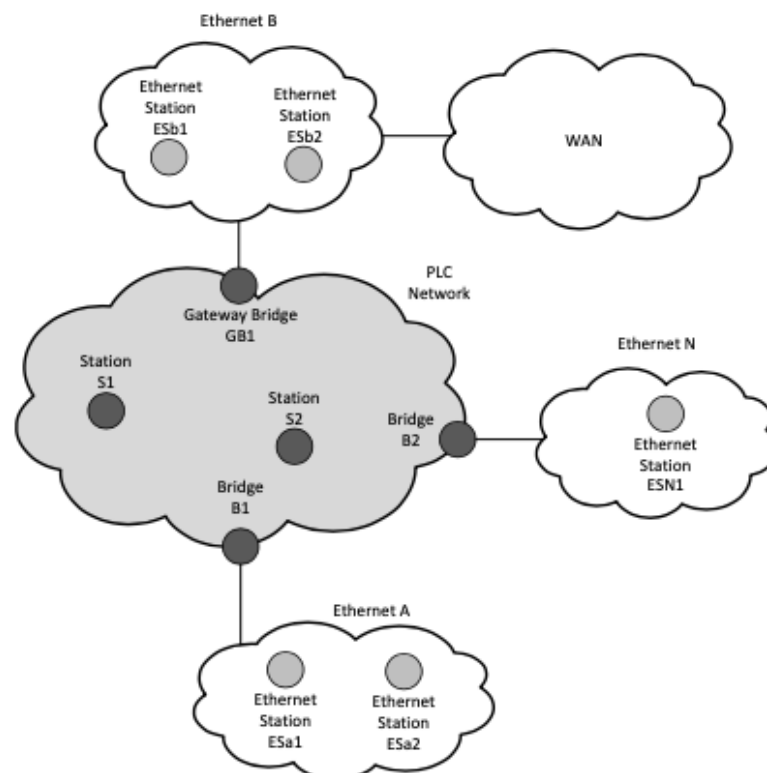 Ethernet B
Ethernet
Station
ESb1
Ethernet
Station
ESb2
WAN
PLC
Network
Gateway Bridge
GB1
Station
S1
Station
S2
Bridge
B2
Bridge
B1
Ethernet N
Ethernet
Station
ESN1
Ethernet A
Ethernet
Station
ESa1
Ethernet
Station
ESa2